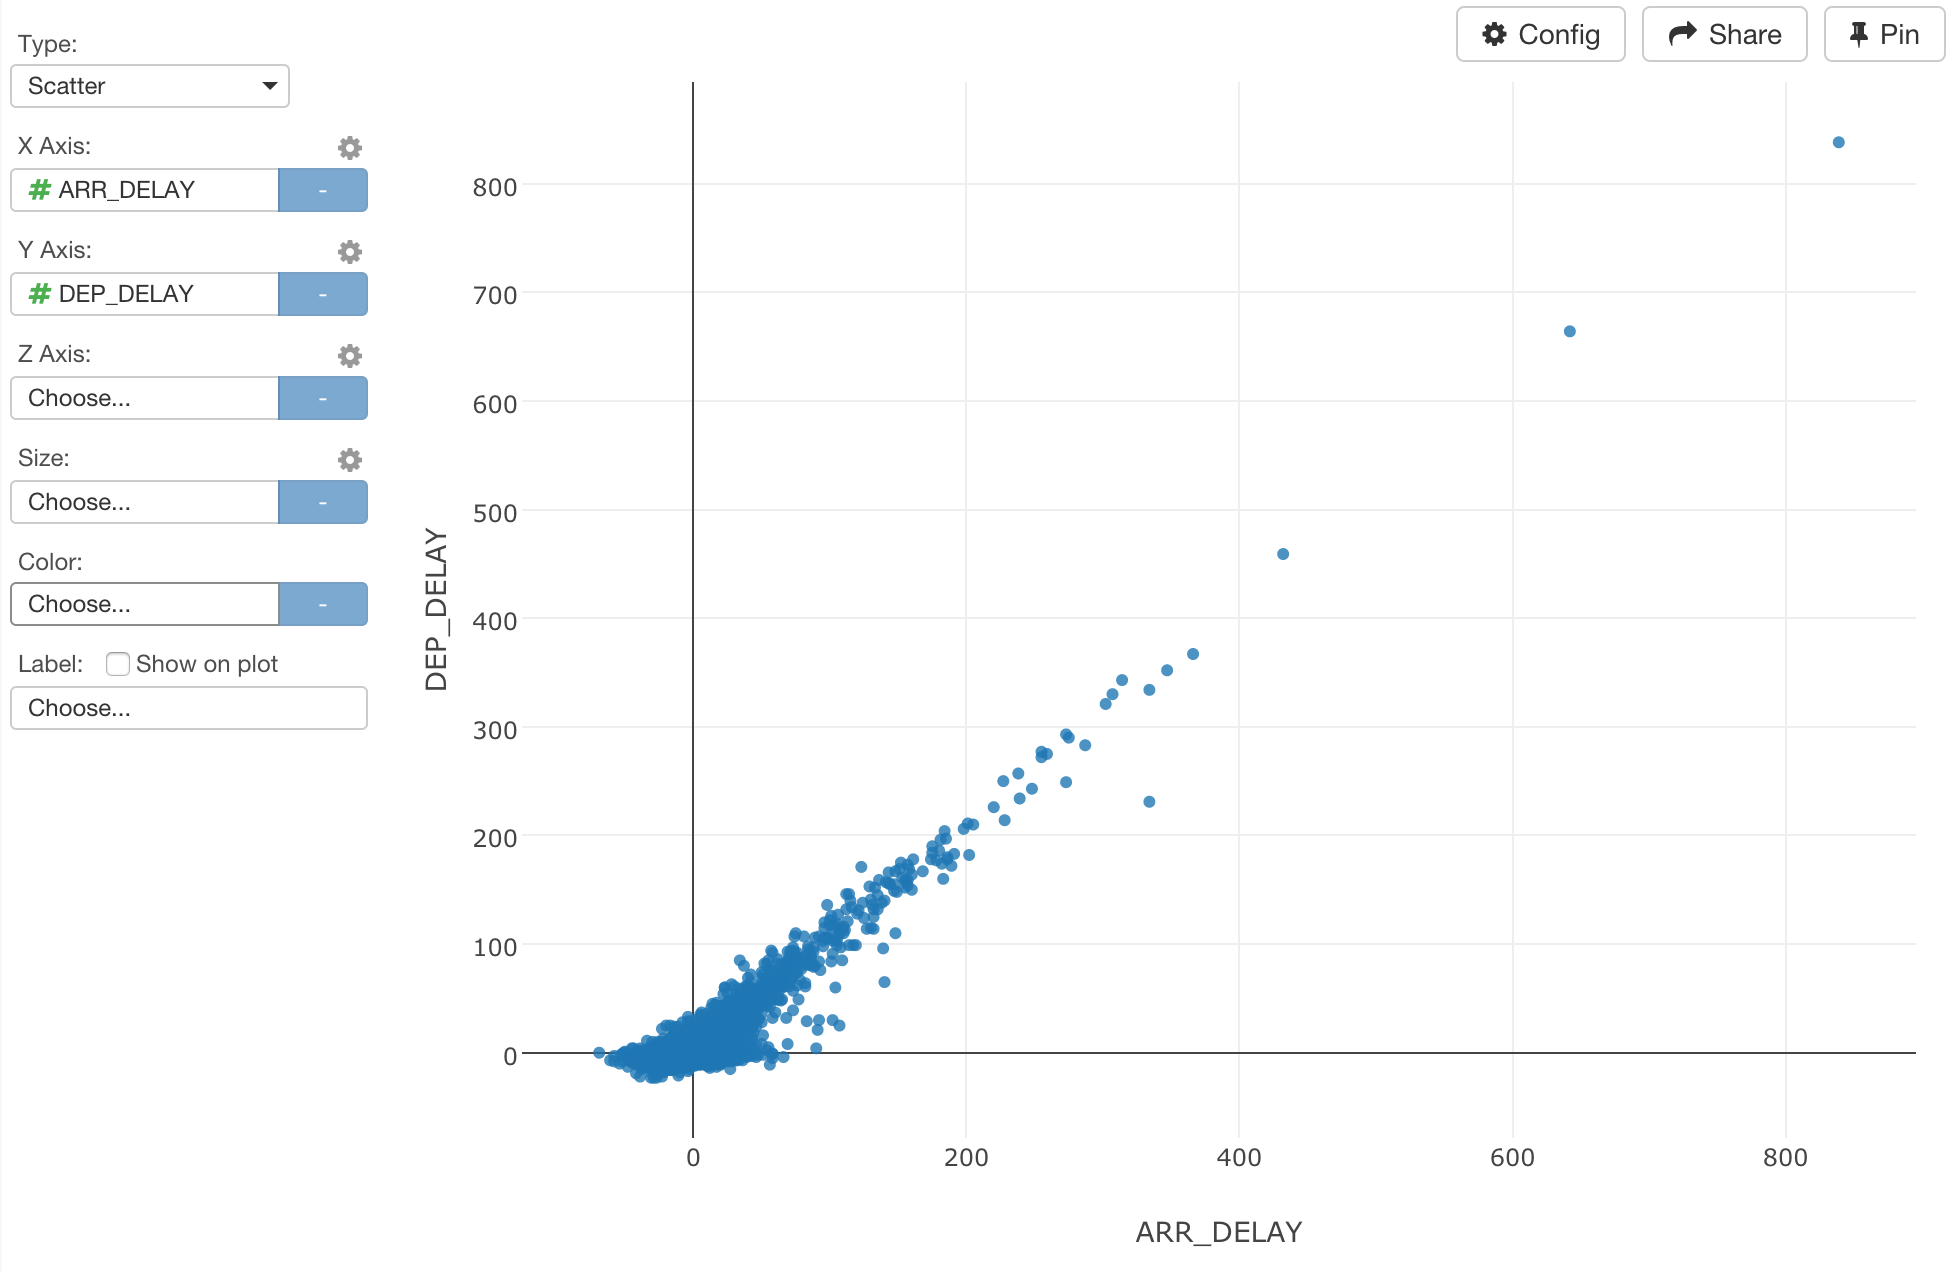 Type:
Scatter
X Axis:
# ARR_DELAY -
Y Axis:
# DEP_DELAY -
Z Axis:
Choose... -
Size:
Choose... -
Color:
Choose... -
Label: Show on plot
Choose...
Config Share Pin
800
700
600
500
400
300
200
100
0
DEP_DELAY
0 200 400 600 800
ARR_DELAY